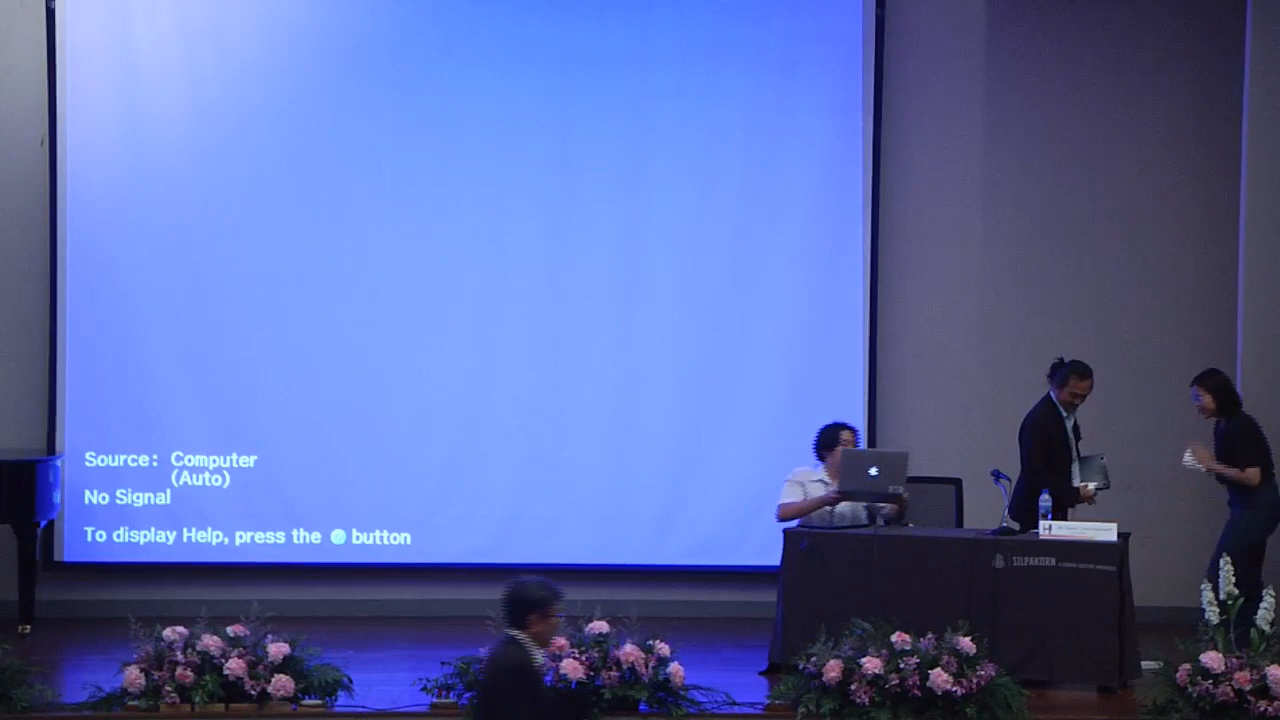 Source: Computer
(Auto)
No Signal
To display Help, press the button
SILPAKORN